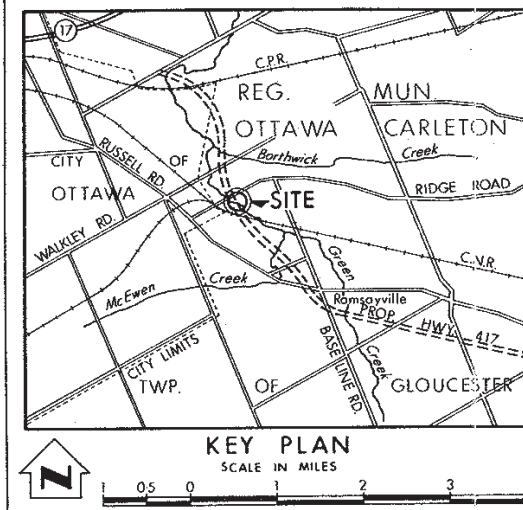 17
C.P.R.
REG. MUN.
OTTAWA CARLETON
CITY OF
OTTAWA
RUSSELL RD.
Borthwick Creek
RIDGE ROAD
SITE
WALKLEY RD.
Green Creek
C.V.R.
McEwen Creek
Ramsayville
PROP. HWY. 417
BASE LINE RD.
CITY LIMITS
TWP. OF GLOUCESTER
KEY PLAN
SCALE IN MILES
N
1 0.5 0 1 2 3